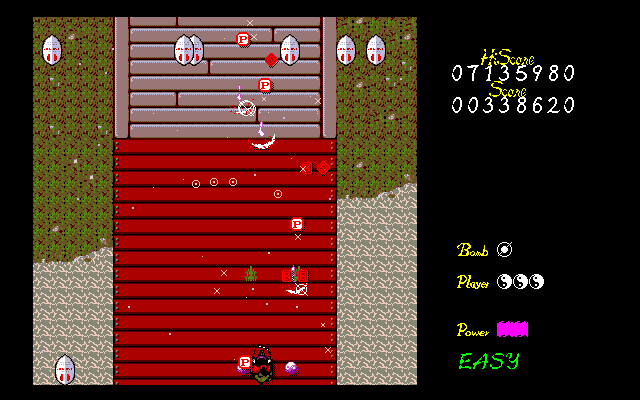 HiScore
07135980
Score
00338620
P
P
P
Bomb
Player
Power
P
EASY